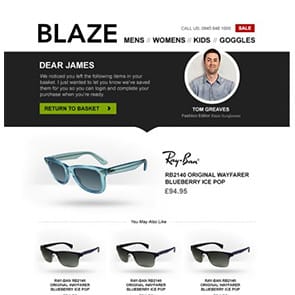 BLAZE
CALL US: 0845 548 1000 SALE
MENS // WOMENS // KIDS // GOGGLES
DEAR JAMES
We noticed you left the following items in your
basket. I just wanted to let you know we've saved
them for you so you can login and complete your
purchase when you're ready.
RETURN TO BASKET >
TOM GREAVES
Fashion Editor Blaze Sunglasses
Ray-Ban
RB2140 ORIGINAL WAYFARER
BLUEBERRY ICE POP
£94.95
You May Also Like
RAY-BAN RB2140
ORIGINAL WAYFARER
BLUEBERRY ICE POP
RAY-BAN RB2140
ORIGINAL WAYFARER
BLUEBERRY ICE POP
RAY-BAN RB2140
ORIGINAL WAYFARER
BLUEBERRY ICE POP